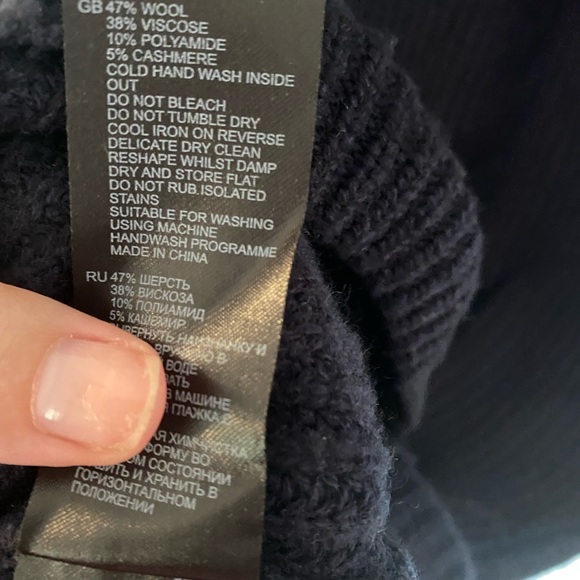 GB 47% WOOL
38% VISCOSE
10% POLYAMIDE
5% CASHMERE
COLD HAND WASH INSIDE
OUT
DO NOT BLEACH
DO NOT TUMBLE DRY
COOL IRON ON REVERSE
DELICATE DRY CLEAN
RESHAPE WHILST DAMP
DRY AND STORE FLAT
DO NOT RUB.ISOLATED
STAINS
SUITABLE FOR WASHING
USING MACHINE
HANDWASH PROGRAMME
MADE IN CHINA
RU 47% ШЕРСТЬ
38% ВИСКОЗА
10% ПОЛИАМИД
5% КАШЕМИР
НАИЗНАНКУ И
В
ВОДЕ
МАШИНЕ
ГЛАЖКА С
ХИМЧИСТКА
ФОРМУ ВО
СОСТОЯНИИ
И ХРАНИТЬ В
ГОРИЗОНТАЛЬНОМ
ПОЛОЖЕНИИ